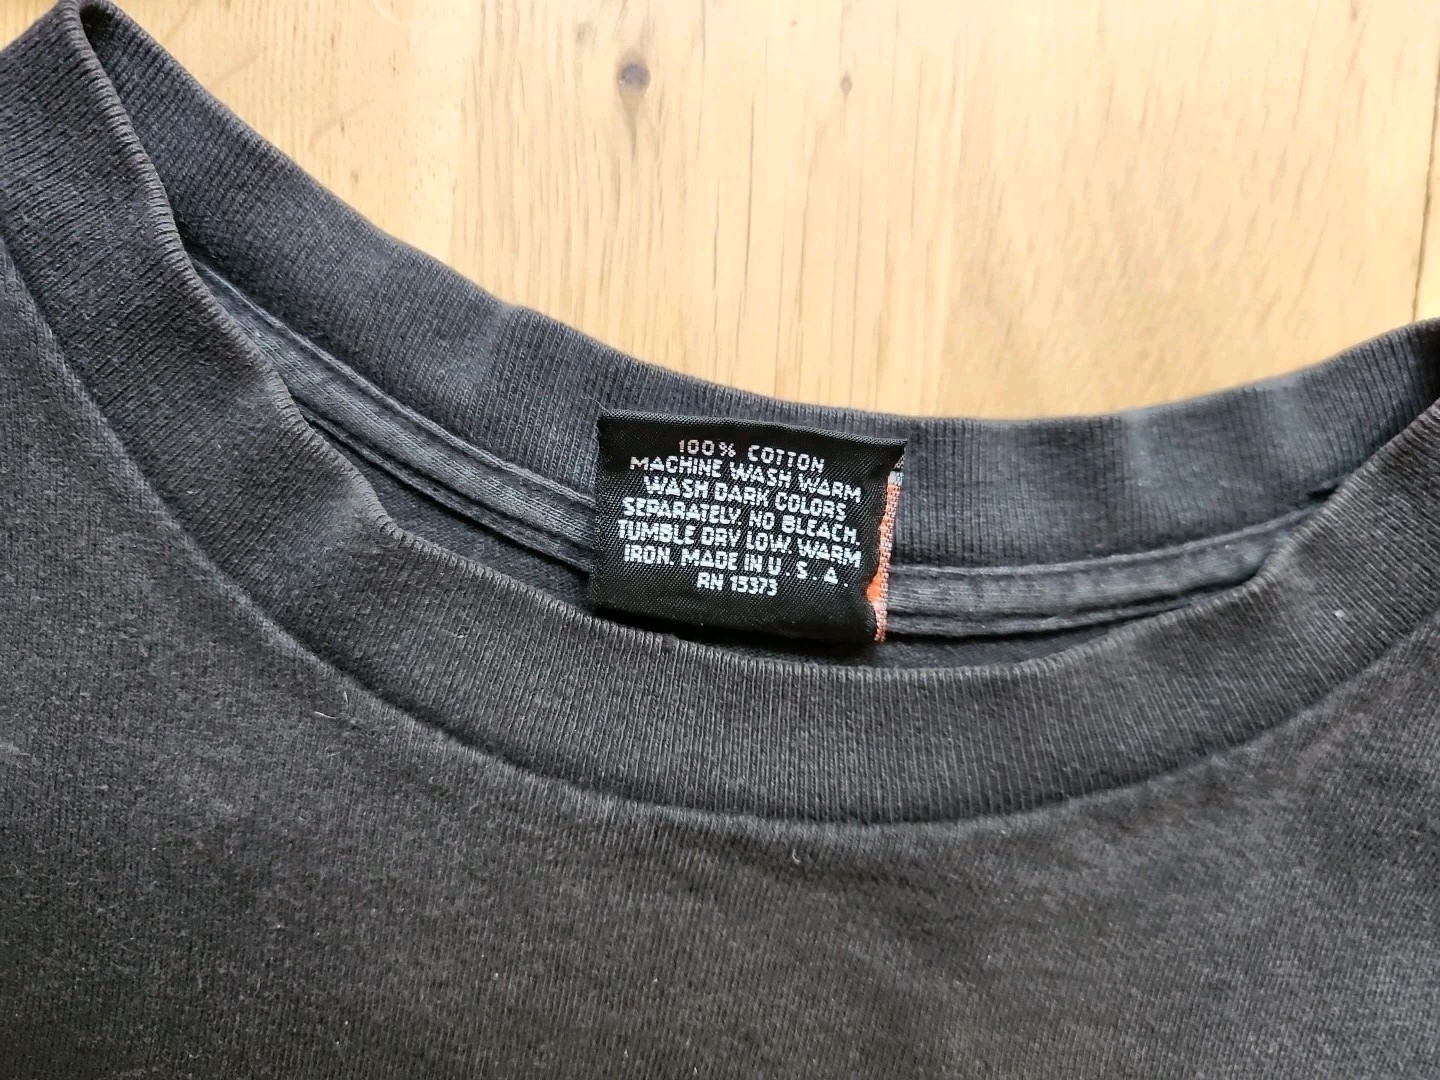 100% COTTON
MACHINE WASH WARM
WASH DARK COLORS
SEPARATELY. NO BLEACH.
TUMBLE DRY LOW. WARM
IRON. MADE IN U.S.A.
RN 15373